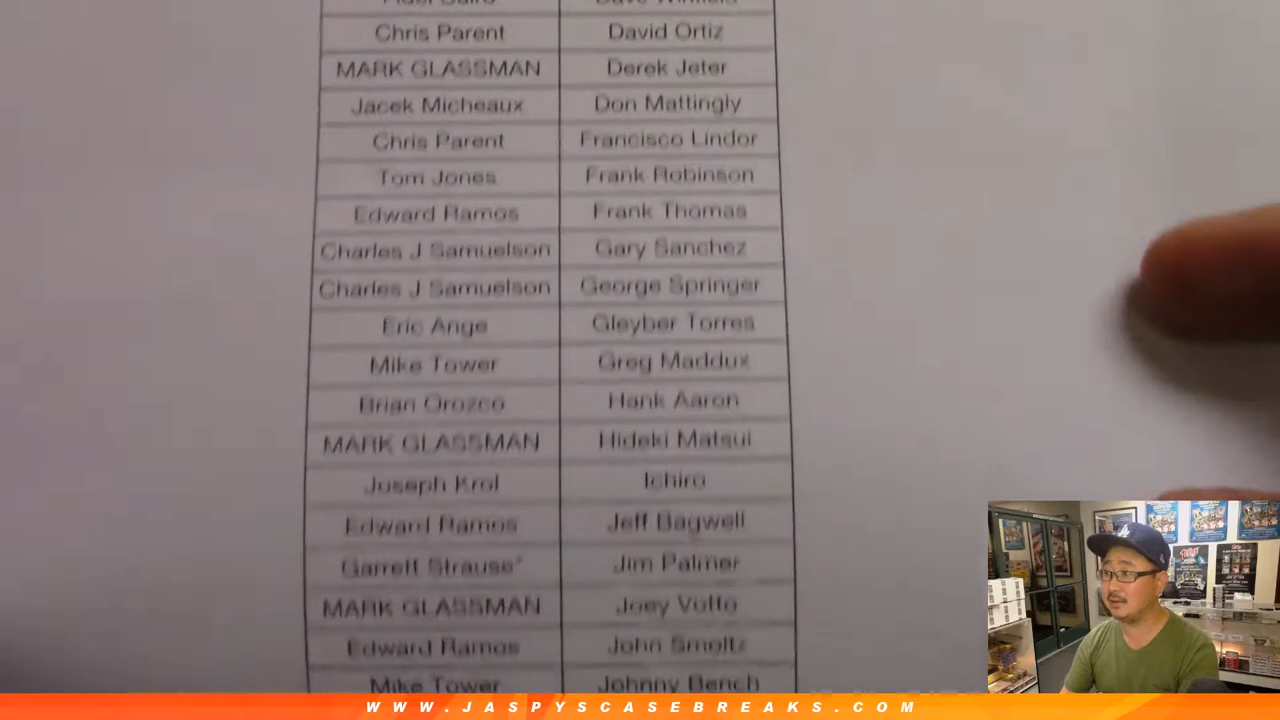 Dave Winfield
Chris Parent David Ortiz
MARK GLASSMAN Derek Jeter
Jacek Micheaux Don Mattingly
Chris Parent Francisco Lindor
Tom Jones Frank Robinson
Edward Ramos Frank Thomas
Charles J Samuelson Gary Sanchez
Charles J Samuelson George Springer
Eric Ange Gleyber Torres
Mike Tower Greg Maddux
Brian Orozco Hank Aaron
MARK GLASSMAN Hideki Matsui
Joseph Krol Ichiro
Edward Ramos Jeff Bagwell
Garrett Strause* Jim Palmer
MARK GLASSMAN Joey Votto
Edward Ramos John Smoltz
Mike Tower Johnny Bench
WWW.JASPYSCASEBREAKS.COM